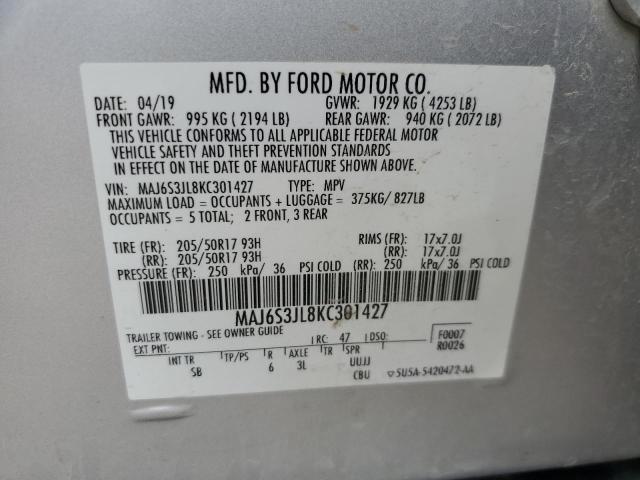 MFD. BY FORD MOTOR CO.
DATE: 04/19 GVWR: 1929 KG ( 4253 LB)
FRONT GAWR: 995 KG ( 2194 LB) REAR GAWR: 940 KG ( 2072 LB)
THIS VEHICLE CONFORMS TO ALL APPLICABLE FEDERAL MOTOR
VEHICLE SAFETY AND THEFT PREVENTION STANDARDS
IN EFFECT ON THE DATE OF MANUFACTURE SHOWN ABOVE.
VIN: MAJ6S3JL8KC301427 TYPE: MPV
MAXIMUM LOAD = OCCUPANTS + LUGGAGE = 375KG/ 827LB
OCCUPANTS = 5 TOTAL; 2 FRONT, 3 REAR
TIRE (FR): 205/50R17 93H RIMS (FR): 17x7.0J
(RR): 205/50R17 93H (RR): 17x7.0J
PRESSURE (FR): 250 kPa/ 36 PSI COLD (RR): 250 kPa/ 36 PSI COLD
MAJ6S3JL8KC301427
TRAILER TOWING - SEE OWNER GUIDE
EXT PNT: RC: 47 DSO: F0007
R0026
INT TR TP/PS R AXLE TR SPR UUJJ
SB 6 3L CBU 5U5A-5420472-AA